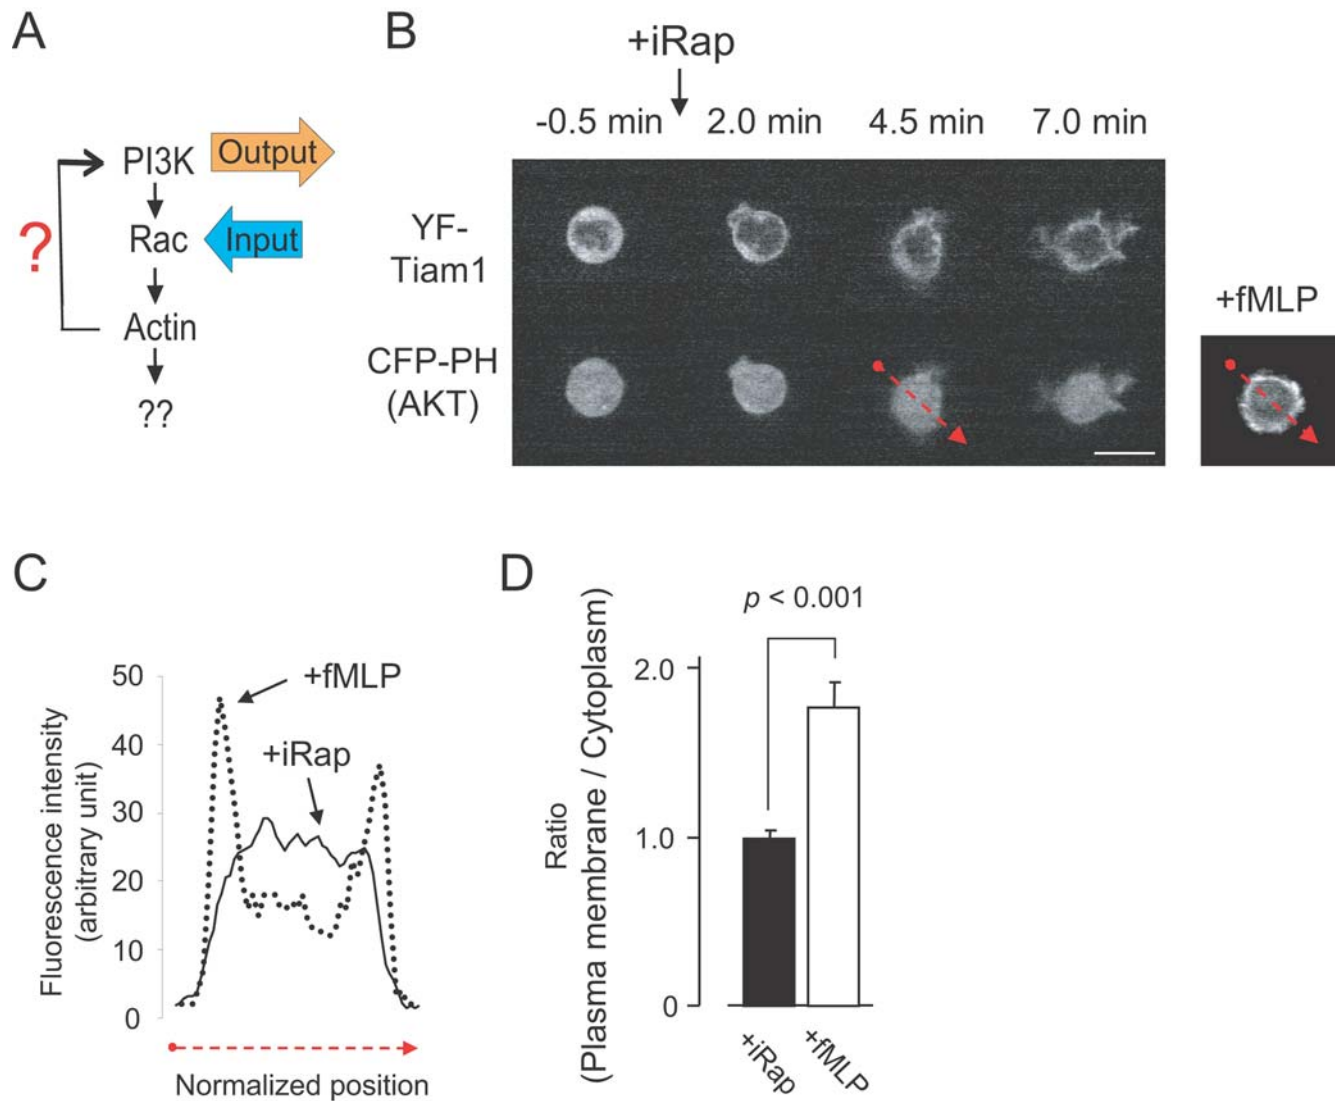 A
PI3K
Output
?
Rac
Input
Actin
??
B
+iRap
-0.5 min
2.0 min
4.5 min
7.0 min
YF-
Tiam1
CFP-PH
(AKT)
+fMLP
C
Fluorescence intensity
(arbitrary unit)
50
40
30
20
10
0
+fMLP
+iRap
Normalized position
D
Ratio
(Plasma membrane / Cytoplasm)
p < 0.001
2.0
1.0
0
+iRap
+fMLP